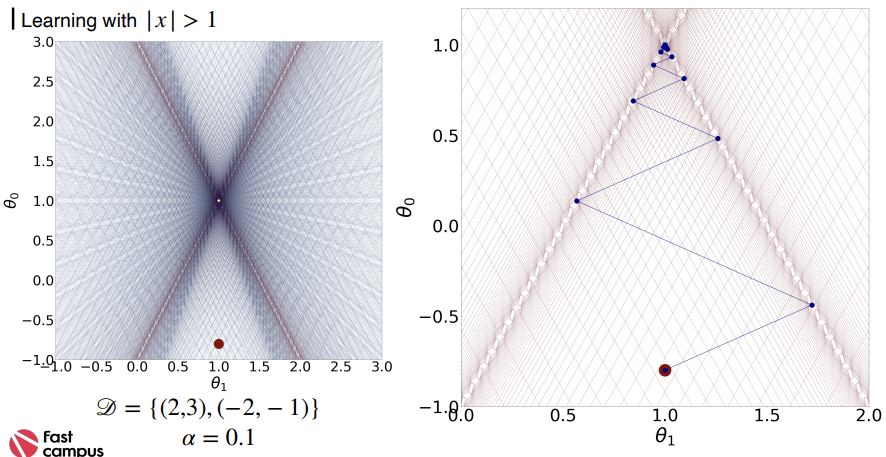 Learning with |x| > 1
3.0
2.5
2.0
1.5
1.0
0.5
0.0
−0.5
−1.0
θ₀
−1.0 −0.5 0.0 0.5 1.0 1.5 2.0 2.5 3.0
θ₁
𝒟 = {(2,3), (−2, − 1)}
α = 0.1
Fast
campus
1.0
0.5
0.0
−0.5
−1.0
θ₀
0.0 0.5 1.0 1.5 2.0
θ₁